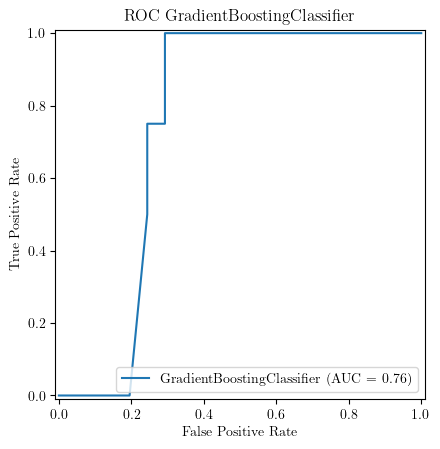 ROC GradientBoostingClassifier
1.0
0.8
0.6
0.4
0.2
0.0
True Positive Rate
GradientBoostingClassifier (AUC = 0.76)
0.0 0.2 0.4 0.6 0.8 1.0
False Positive Rate